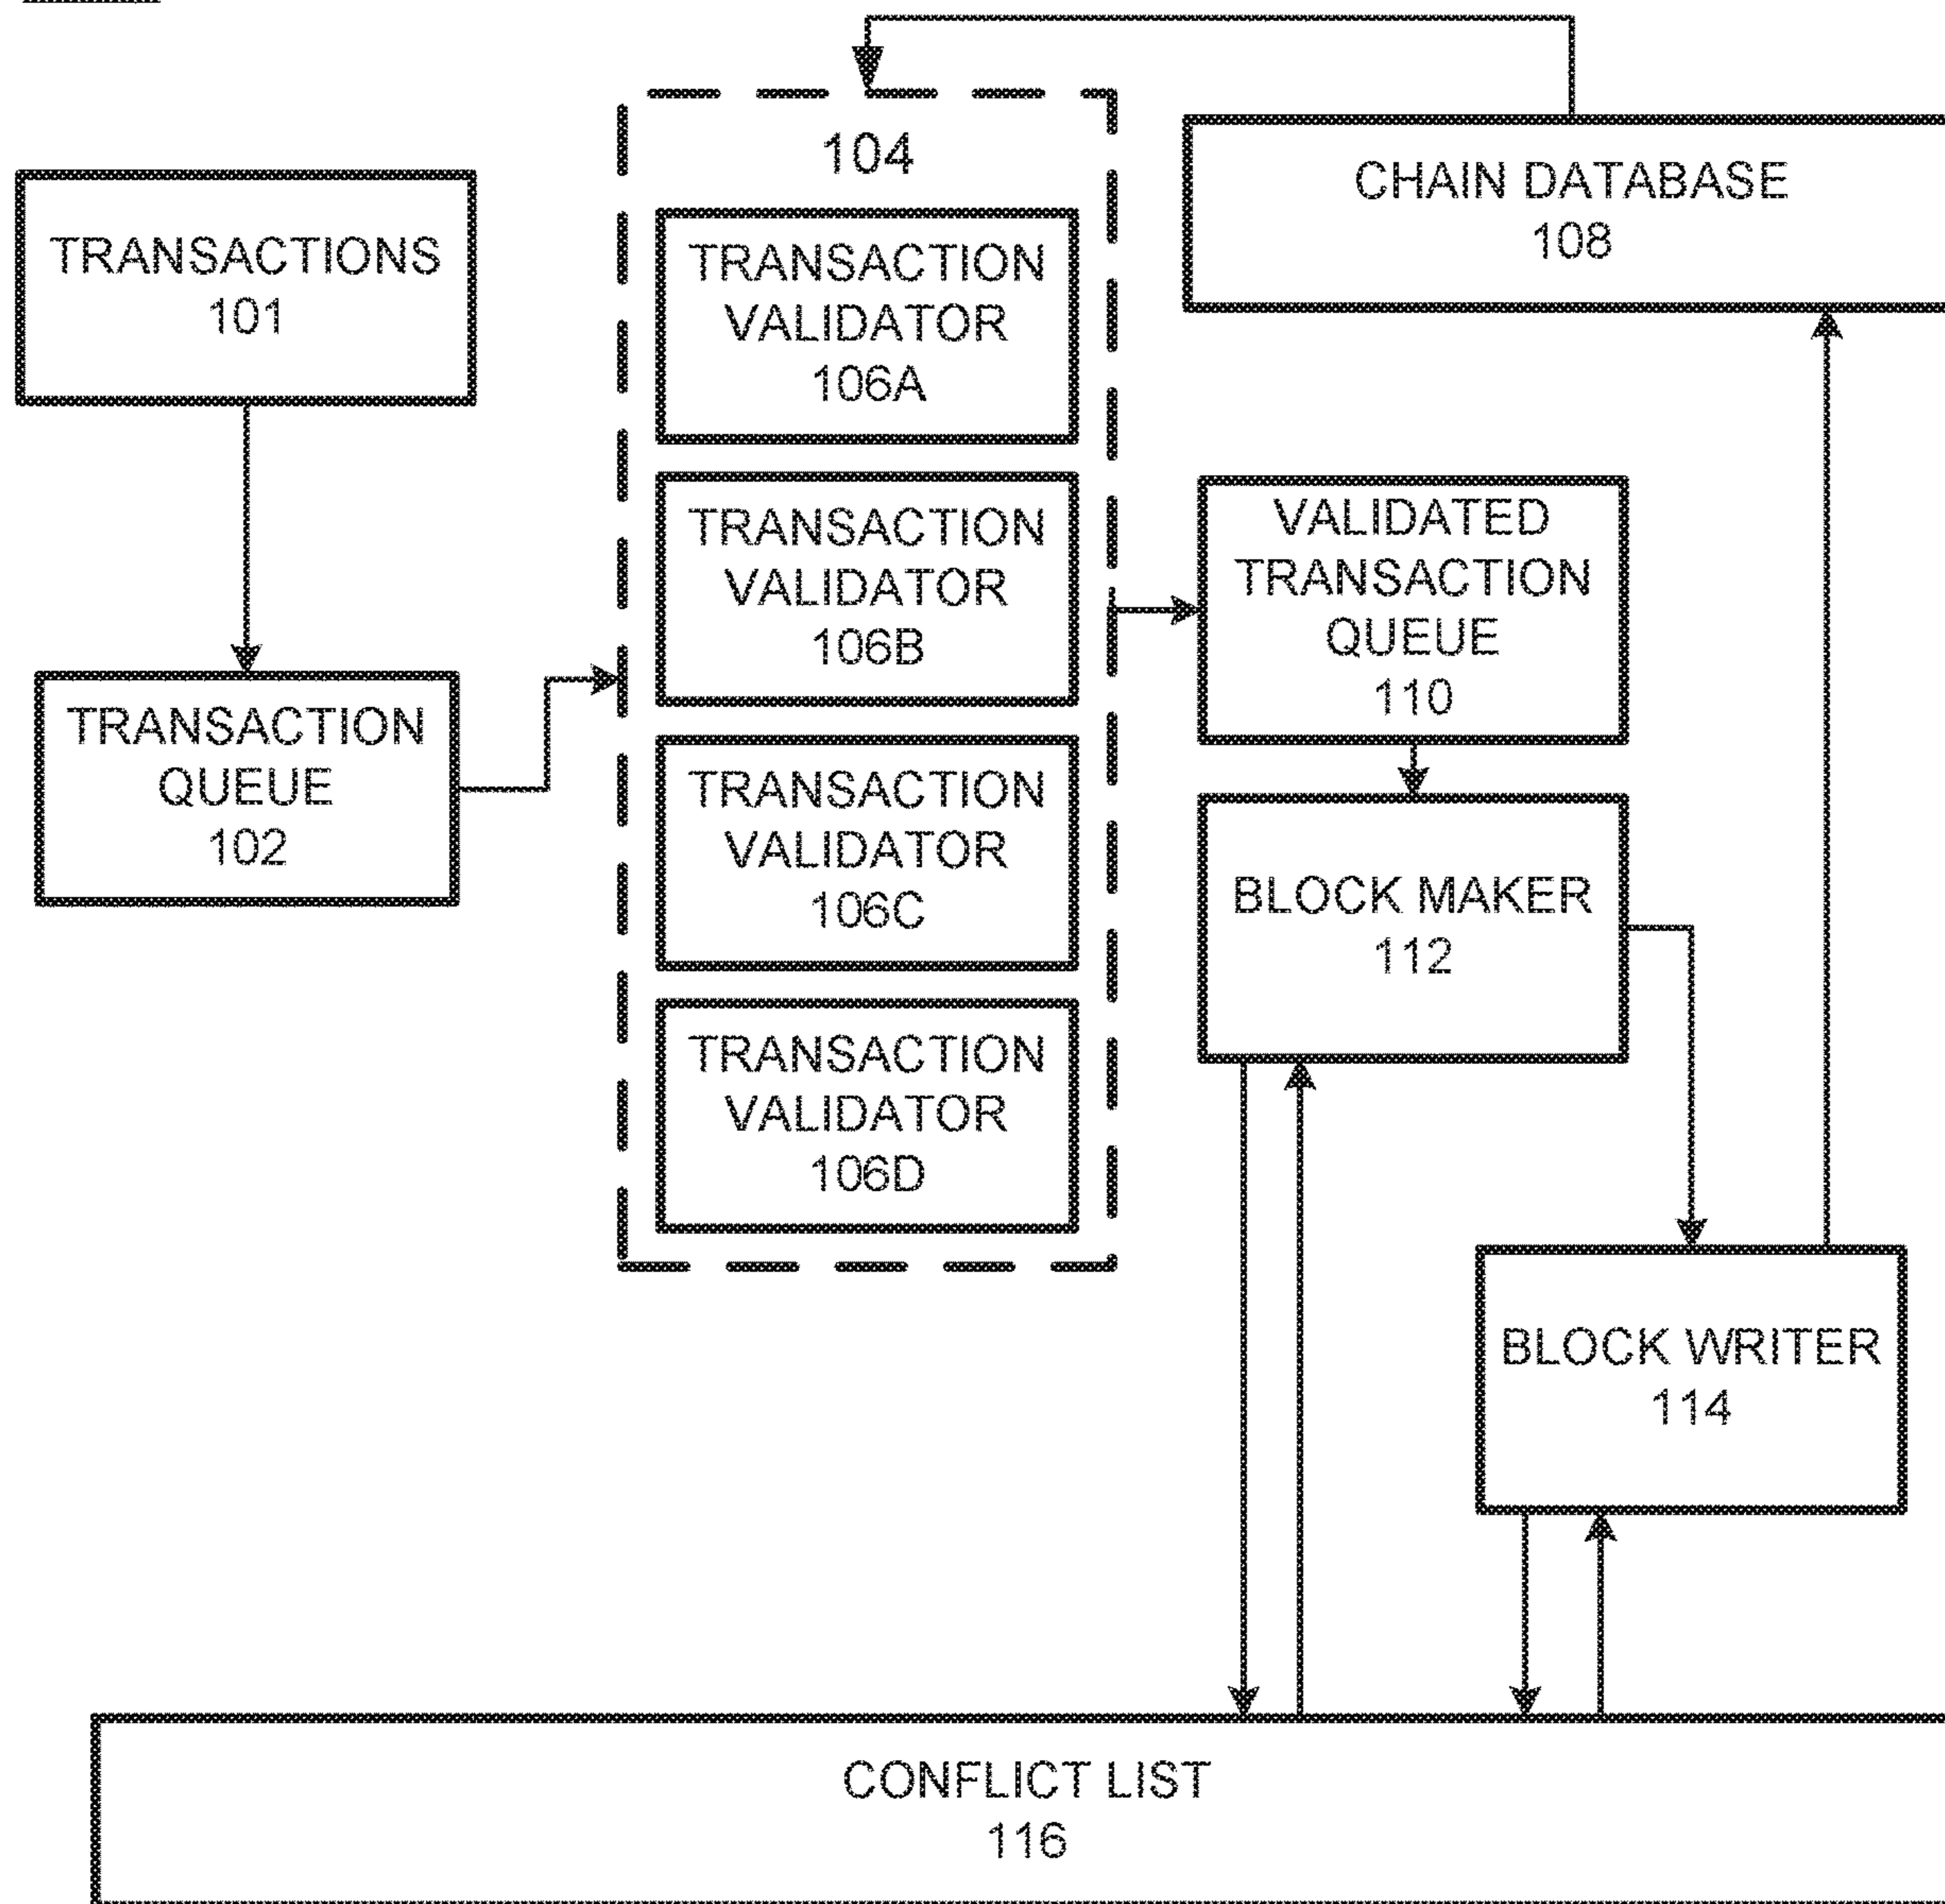 TRANSACTIONS
101
TRANSACTION
QUEUE
102
104
TRANSACTION
VALIDATOR
106A
TRANSACTION
VALIDATOR
106B
TRANSACTION
VALIDATOR
106C
TRANSACTION
VALIDATOR
106D
CHAIN DATABASE
108
VALIDATED
TRANSACTION
QUEUE
110
BLOCK MAKER
112
BLOCK WRITER
114
CONFLICT LIST
116